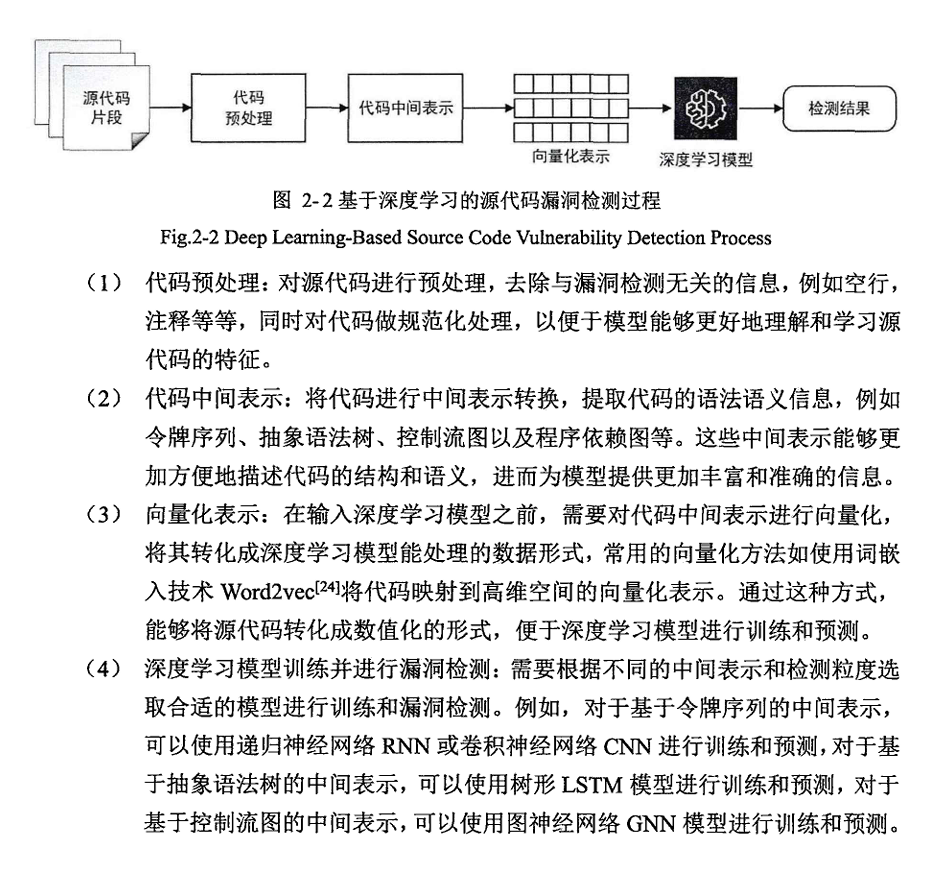 源代码
片段
代码
预处理
代码中间表示
向量化表示
深度学习模型
检测结果
图 2-2 基于深度学习的源代码漏洞检测过程
Fig.2-2 Deep Learning-Based Source Code Vulnerability Detection Process
（1） 代码预处理：对源代码进行预处理，去除与漏洞检测无关的信息，例如空行，
注释等等，同时对代码做规范化处理，以便于模型能够更好地理解和学习源
代码的特征。
（2） 代码中间表示：将代码进行中间表示转换，提取代码的语法语义信息，例如
令牌序列、抽象语法树、控制流图以及程序依赖图等。这些中间表示能够更
加方便地描述代码的结构和语义，进而为模型提供更加丰富和准确的信息。
（3） 向量化表示：在输入深度学习模型之前，需要对代码中间表示进行向量化，
将其转化成深度学习模型能处理的数据形式，常用的向量化方法如使用词嵌
入技术 Word2vec[24]将代码映射到高维空间的向量化表示。通过这种方式，
能够将源代码转化成数值化的形式，便于深度学习模型进行训练和预测。
（4） 深度学习模型训练并进行漏洞检测：需要根据不同的中间表示和检测粒度选
取合适的模型进行训练和漏洞检测。例如，对于基于令牌序列的中间表示，
可以使用递归神经网络 RNN 或卷积神经网络 CNN 进行训练和预测，对于基
于抽象语法树的中间表示，可以使用树形 LSTM 模型进行训练和预测，对于
基于控制流图的中间表示，可以使用图神经网络 GNN 模型进行训练和预测。